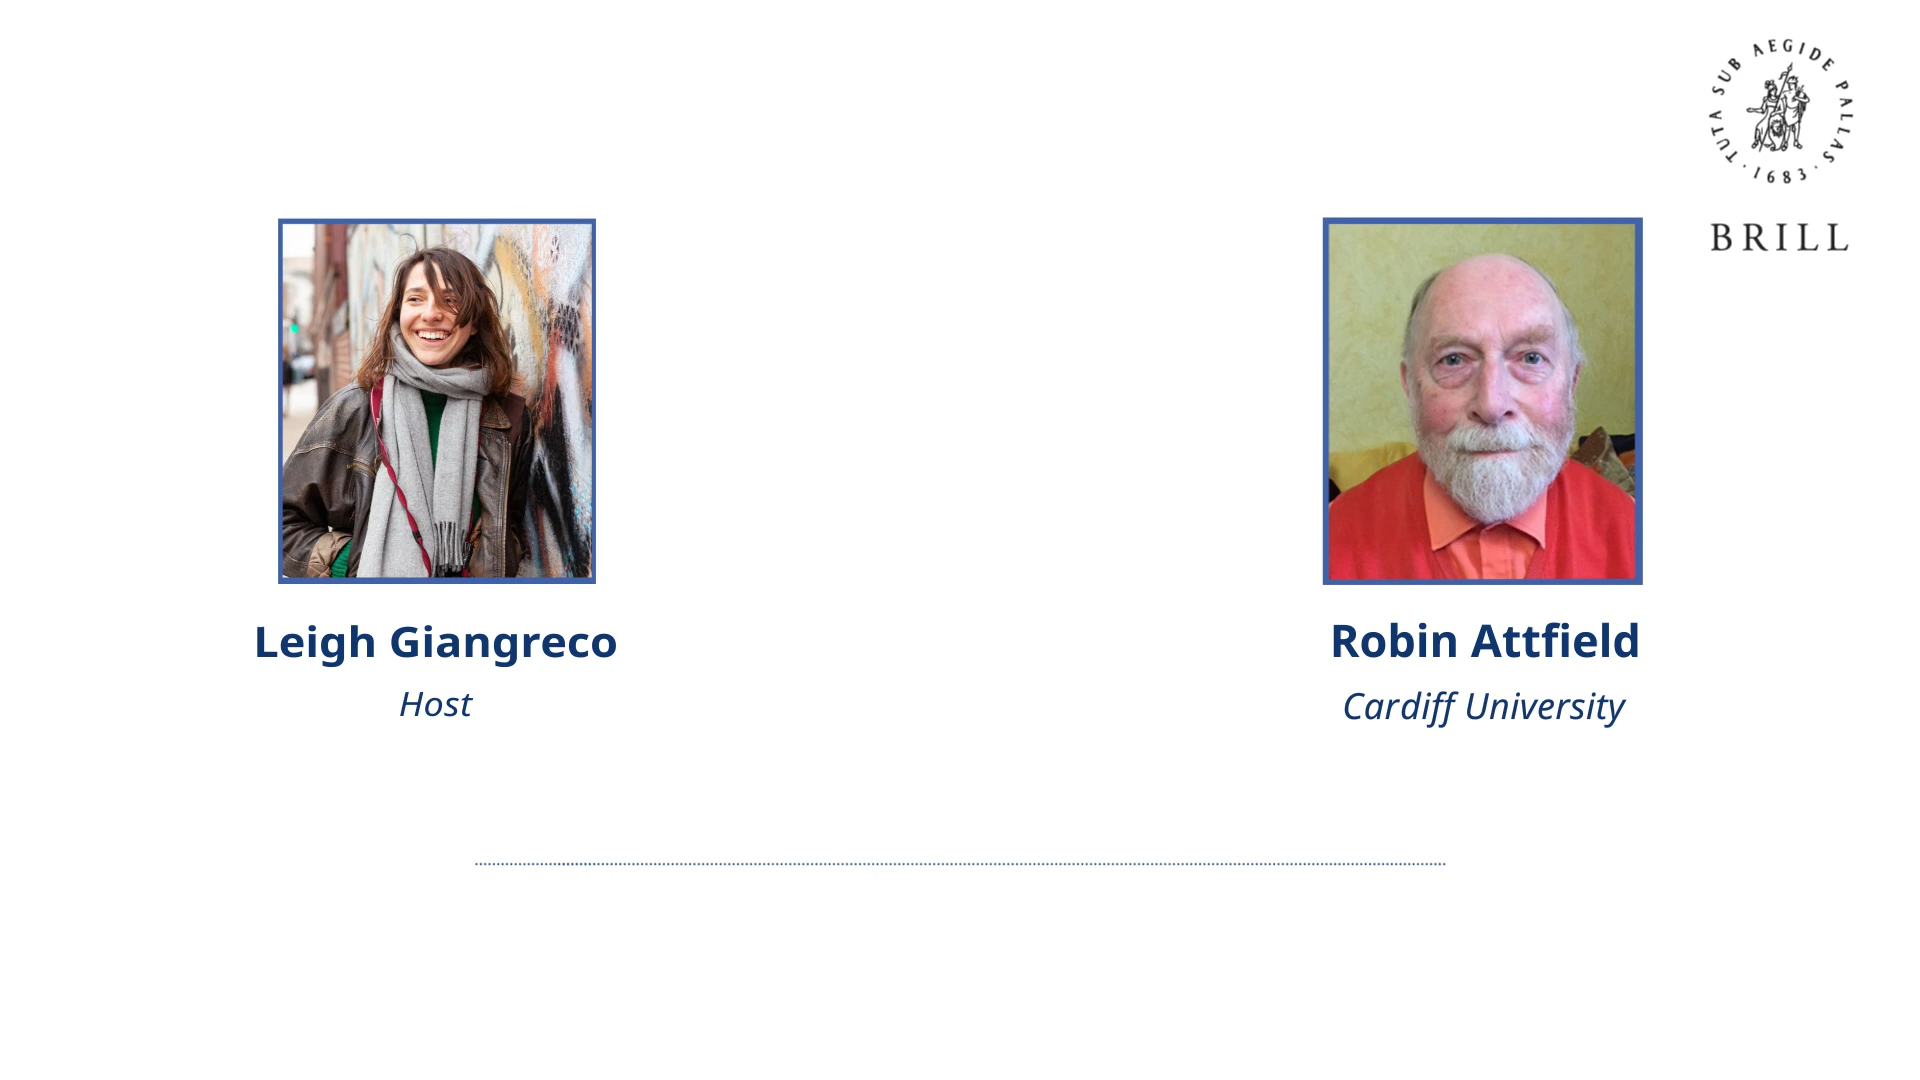 TUTA SUB AEGIDE PALLAS · 1683 ·
BRILL
Leigh Giangreco
Host
Robin Attfield
Cardiff University